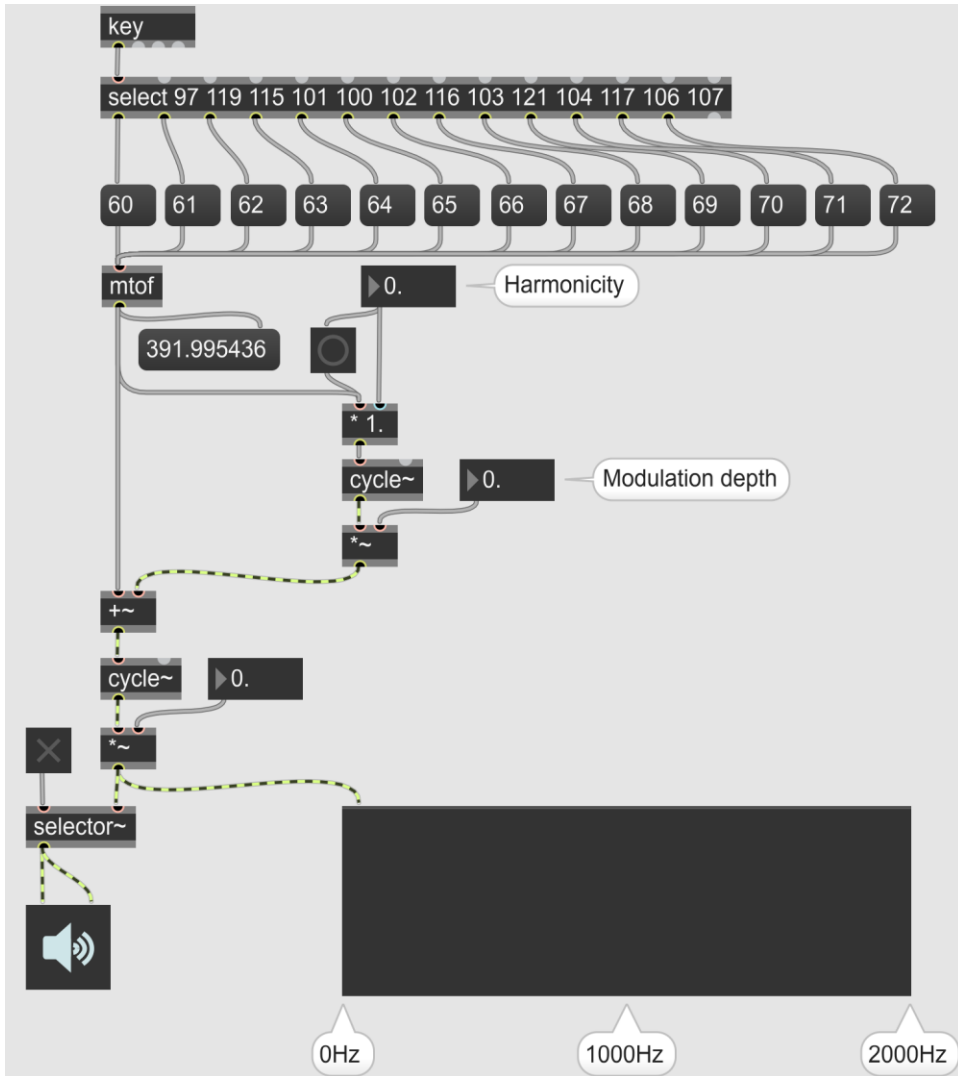 key
select 97 119 115 101 100 102 116 103 121 104 117 106 107
60 61 62 63 64 65 66 67 68 69 70 71 72
mtof
0.
Harmonicity
391.995436
* 1.
cycle~
0.
Modulation depth
*~
+~
cycle~
0.
*~
selector~
0Hz
1000Hz
2000Hz